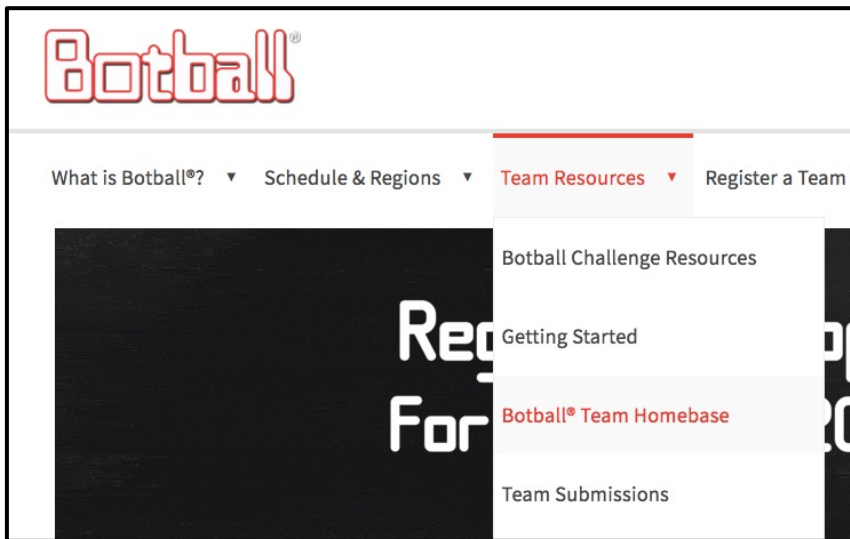 Botball®
What is Botball®? ▼ Schedule & Regions ▼ Team Resources ▼ Register a Team
Botball Challenge Resources
Getting Started
Botball® Team Homebase
For
Team Submissions